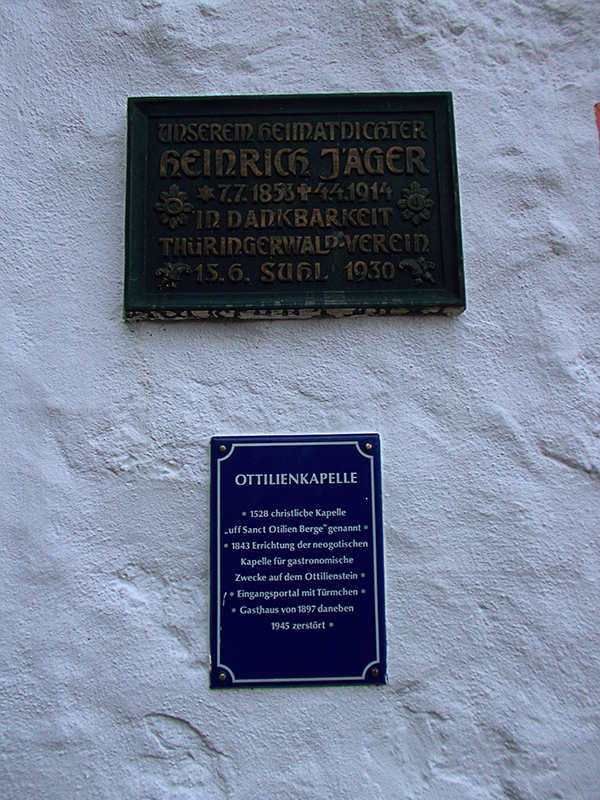 UNSEREM HEIMATDICHTER
HEINRICH JÄGER
* 7.7.1853 ✝ 4.4.1914
IN DANKBARKEIT
THÜRINGERWALD-VEREIN
15.6. SUHL 1930
OTTILIENKAPELLE
* 1528 christliche Kapelle
„uff Sanct Otilien Berge" genannt *
* 1843 Errichtung der neogotischen
Kapelle für gastronomische
Zwecke auf dem Ottilienstein *
* Eingangsportal mit Türmchen *
* Gasthaus von 1897 daneben
1945 zerstört *